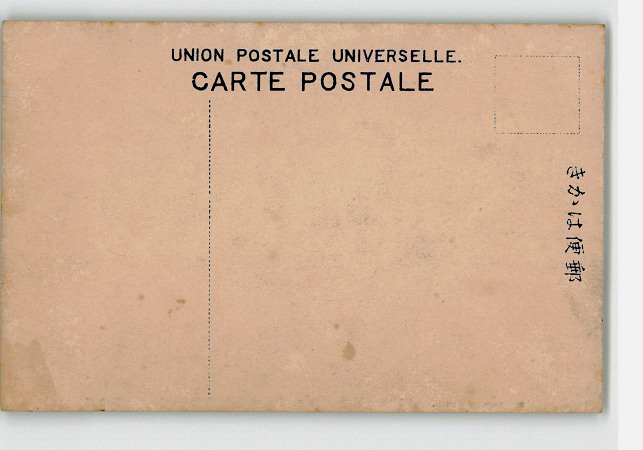 UNION POSTALE UNIVERSELLE.
CARTE POSTALE
きがは便郵